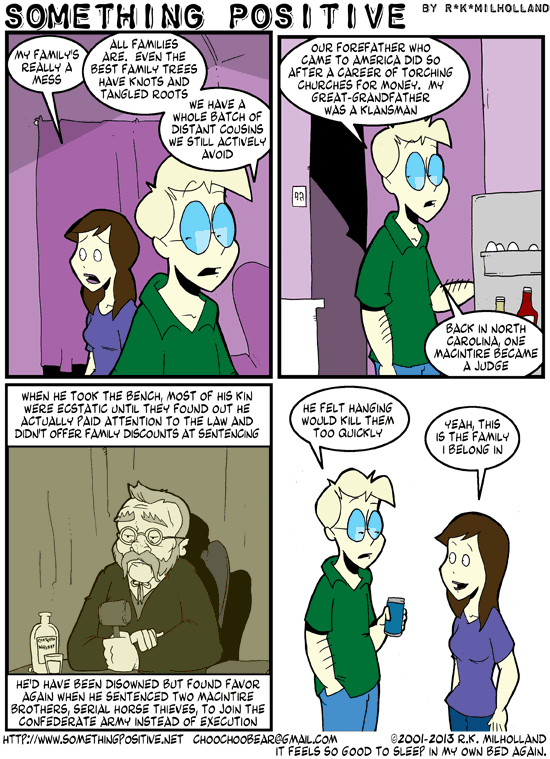 SOMETHING POSITIVE BY R*K*MILHOLLAND
MY FAMILY'S
REALLY A
MESS
ALL FAMILIES
ARE. EVEN THE
BEST FAMILY TREES
HAVE KNOTS AND
TANGLED ROOTS
WE HAVE A
WHOLE BATCH OF
DISTANT COUSINS
WE STILL ACTIVELY
AVOID
OUR FOREFATHER WHO
CAME TO AMERICA DID SO
AFTER A CAREER OF TORCHING
CHURCHES FOR MONEY. MY
GREAT-GRANDFATHER
WAS A KLANSMAN
BACK IN NORTH
CAROLINA, ONE
MACINTIRE BECAME
A JUDGE
WHEN HE TOOK THE BENCH, MOST OF HIS KIN
WERE ECSTATIC UNTIL THEY FOUND OUT HE
ACTUALLY PAID ATTENTION TO THE LAW AND
DIDN'T OFFER FAMILY DISCOUNTS AT SENTENCING
HE'D HAVE BEEN DISOWNED BUT FOUND FAVOR
AGAIN WHEN HE SENTENCED TWO MACINTIRE
BROTHERS, SERIAL HORSE THIEVES, TO JOIN THE
CONFEDERATE ARMY INSTEAD OF EXECUTION
HE FELT HANGING
WOULD KILL THEM
TOO QUICKLY
YEAH, THIS
IS THE FAMILY
I BELONG IN
HTTP://WWW.SOMETHINGPOSITIVE.NET CHOOCHOOBEAR@GMAIL.COM ©2001-2013 R.K. MILHOLLAND
IT FEELS SO GOOD TO SLEEP IN MY OWN BED AGAIN.